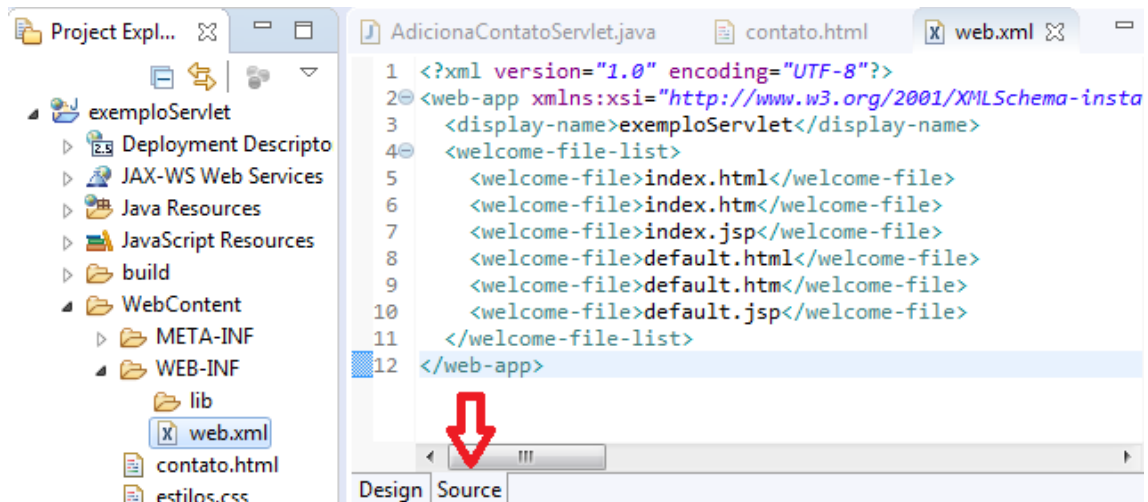 Project Expl...
exemploServlet
2.5 Deployment Descripto
JAX-WS Web Services
Java Resources
JavaScript Resources
build
WebContent
META-INF
WEB-INF
lib
web.xml
contato.html
estilos.css
AdicionaContatoServlet.java contato.html web.xml
1 <?xml version="1.0" encoding="UTF-8"?>
2 <web-app xmlns:xsi="http://www.w3.org/2001/XMLSchema-insta
3 <display-name>exemploServlet</display-name>
4 <welcome-file-list>
5 <welcome-file>index.html</welcome-file>
6 <welcome-file>index.htm</welcome-file>
7 <welcome-file>index.jsp</welcome-file>
8 <welcome-file>default.html</welcome-file>
9 <welcome-file>default.htm</welcome-file>
10 <welcome-file>default.jsp</welcome-file>
11 </welcome-file-list>
12 </web-app>
Design Source